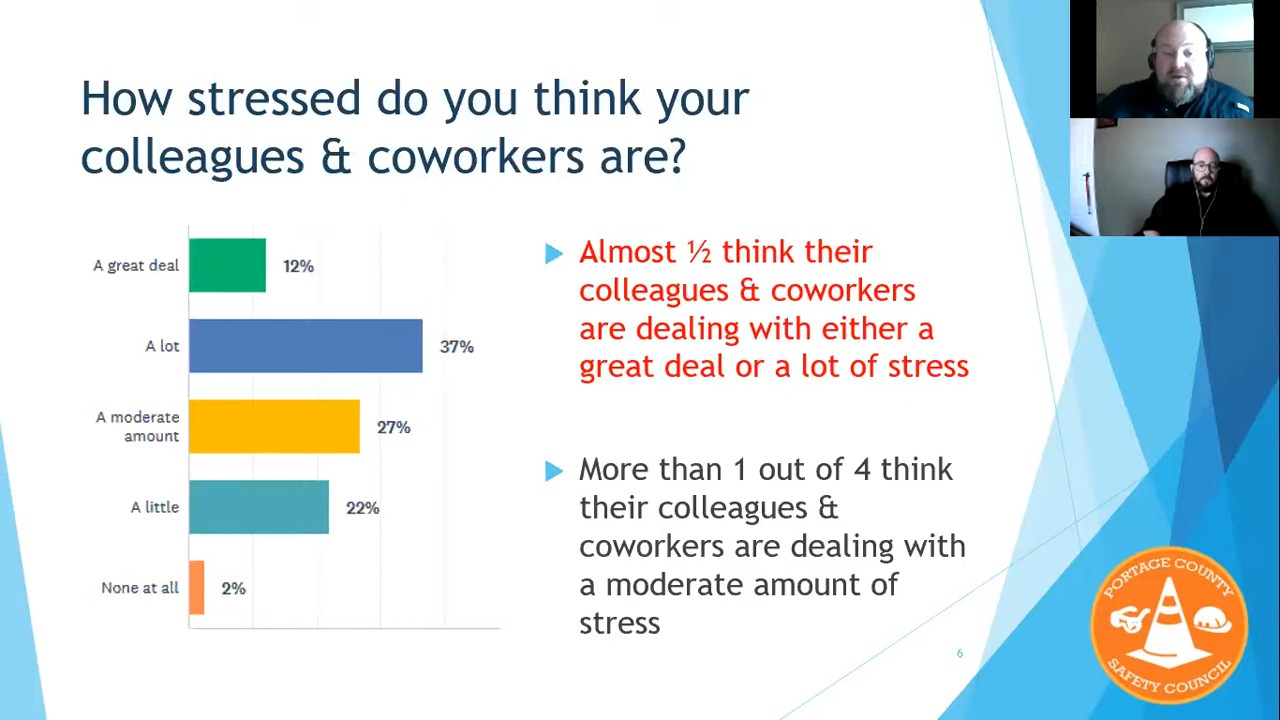 How stressed do you think your
colleagues & coworkers are?
A great deal
12%
A lot
37%
A moderate
amount
27%
A little
22%
None at all
2%
Almost ½ think their
colleagues & coworkers
are dealing with either a
great deal or a lot of stress
More than 1 out of 4 think
their colleagues &
coworkers are dealing with
a moderate amount of
stress
6
PORTAGE COUNTY
SAFETY COUNCIL